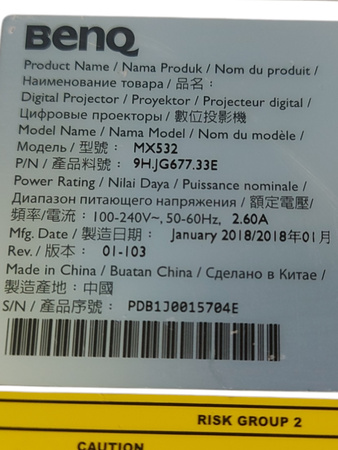 BenQ
Product Name / Nama Produk / Nom du produit /
Наименование товара / 品名 :
Digital Projector / Proyektor / Projecteur digital /
Цифровые проекторы / 數位投影機
Model Name / Nama Model / Nom du modèle /
Модель / 型號 : MX532
P/N / 產品料號 : 9H.JG677.33E
Power Rating / Nilai Daya / Puissance nominale /
Диапазон питающего напряжения / 額定電壓/
頻率/電流 : 100-240V~, 50-60Hz, 2.60A
Mfg. Date / 製造日期 : January 2018/2018年01月
Rev. / 版本 : 01-103
Made in China / Buatan China / Сделано в Китае /
製造產地 : 中國
S/N / 產品序號 : PDB1J0015704E
RISK GROUP 2
CAUTION